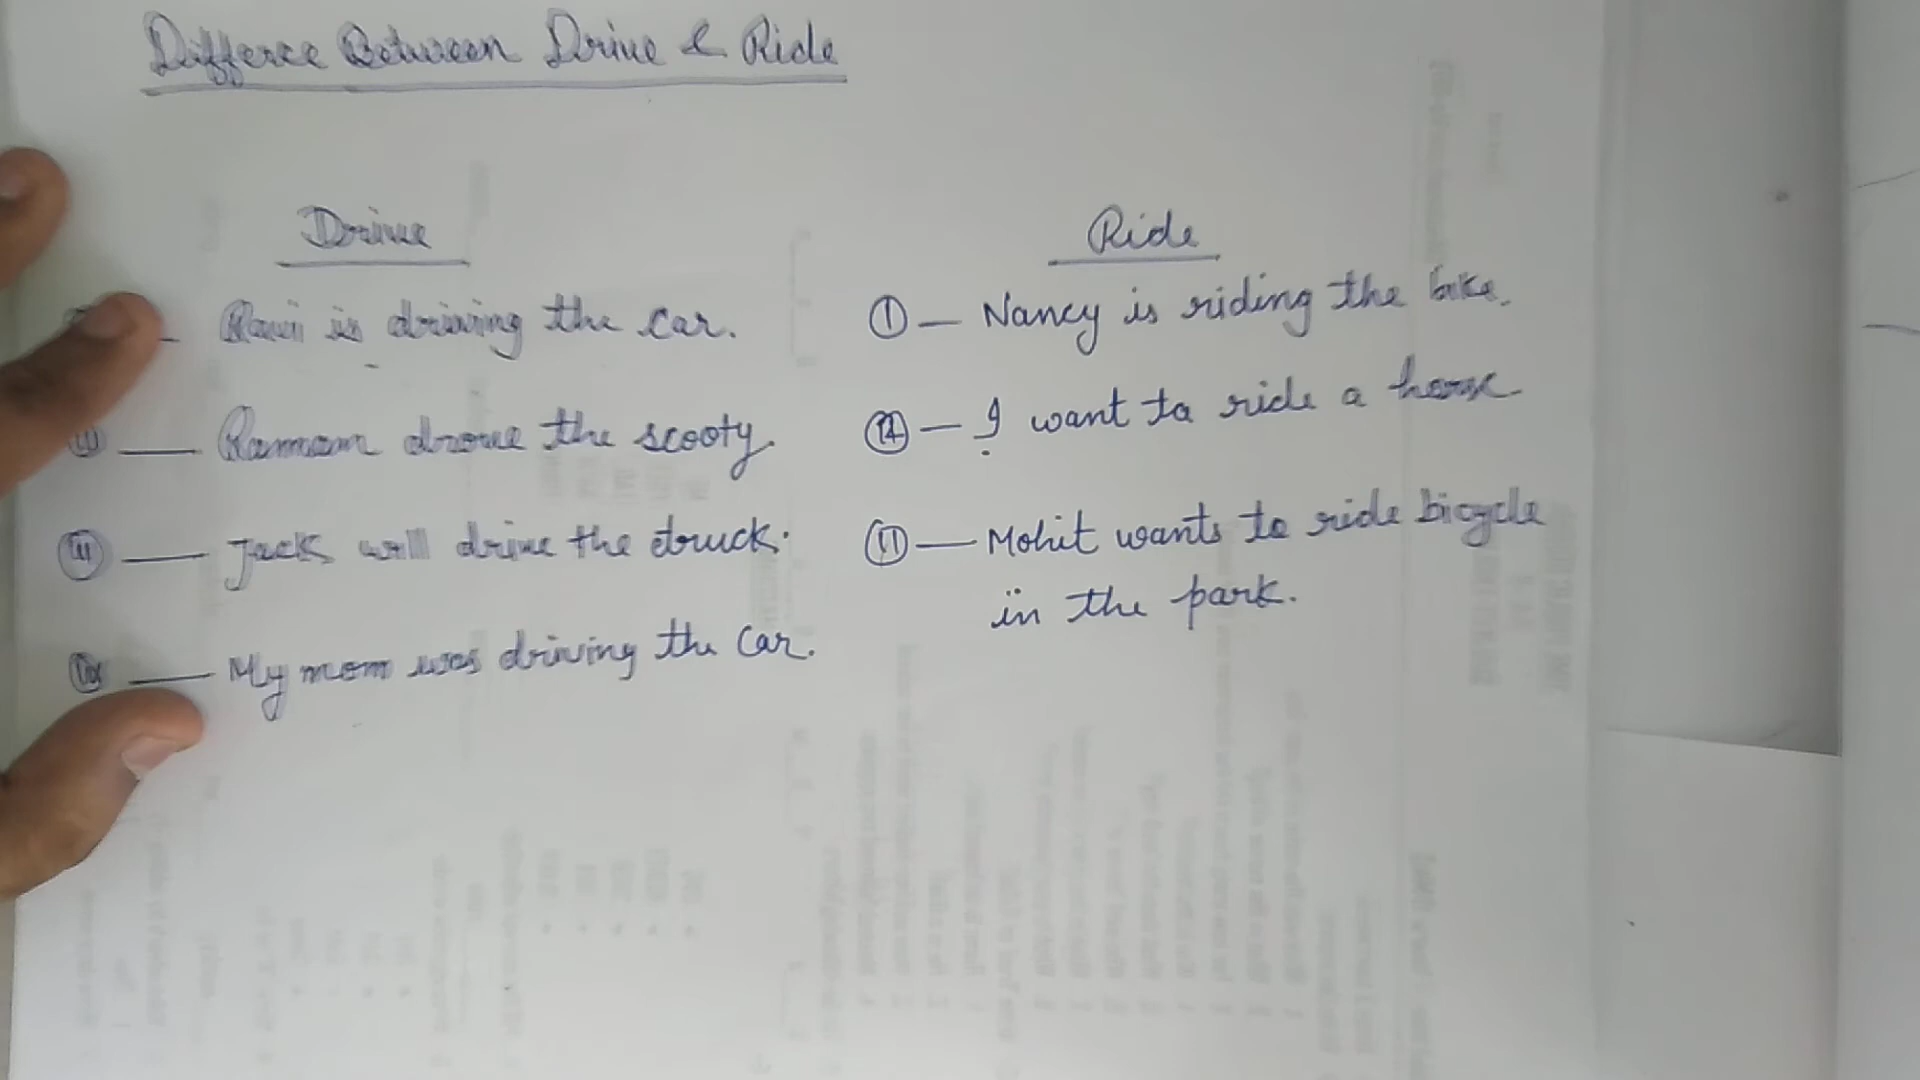 Differce Between Drive & Ride
Drive
Ravi is driving the car.
Ramam drove the scooty.
Jack will drive the truck.
My mom was driving the car.
Ride
① — Nancy is riding the bike.
— I want to ride a horse
— Mohit wants to ride bicycle
in the park.